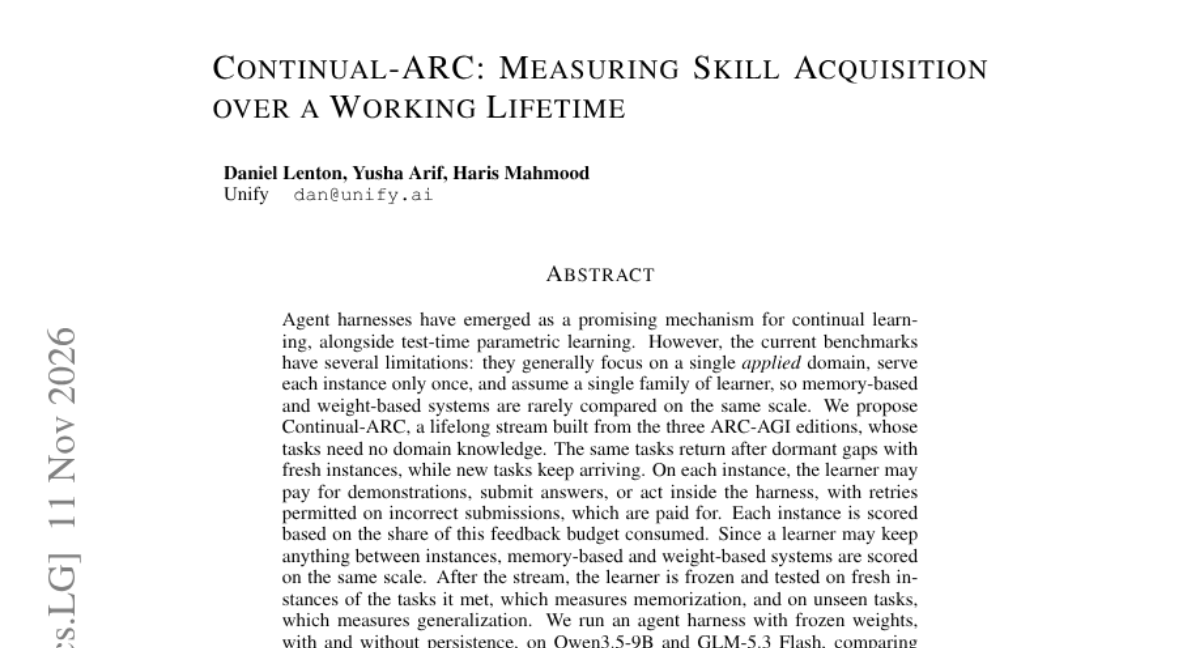 CONTINUAL-ARC: MEASURING SKILL ACQUISITION
OVER A WORKING LIFETIME
Daniel Lenton, Yusha Arif, Haris Mahmood
Unify dan@unify.ai
ABSTRACT
Agent harnesses have emerged as a promising mechanism for continual learn-
ing, alongside test-time parametric learning. However, the current benchmarks
have several limitations: they generally focus on a single applied domain, serve
each instance only once, and assume a single family of learner, so memory-based
and weight-based systems are rarely compared on the same scale. We propose
Continual-ARC, a lifelong stream built from the three ARC-AGI editions, whose
tasks need no domain knowledge. The same tasks return after dormant gaps with
fresh instances, while new tasks keep arriving. On each instance, the learner may
pay for demonstrations, submit answers, or act inside the harness, with retries
permitted on incorrect submissions, which are paid for. Each instance is scored
based on the share of this feedback budget consumed. Since a learner may keep
anything between instances, memory-based and weight-based systems are scored
on the same scale. After the stream, the learner is frozen and tested on fresh in-
stances of the tasks it met, which measures memorization, and on unseen tasks,
which measures generalization. We run an agent harness with frozen weights,
with and without persistence, on Qwen3.5-9B and GLM-5.3 Flash, comparing
cs.LG] 11 Nov 2026